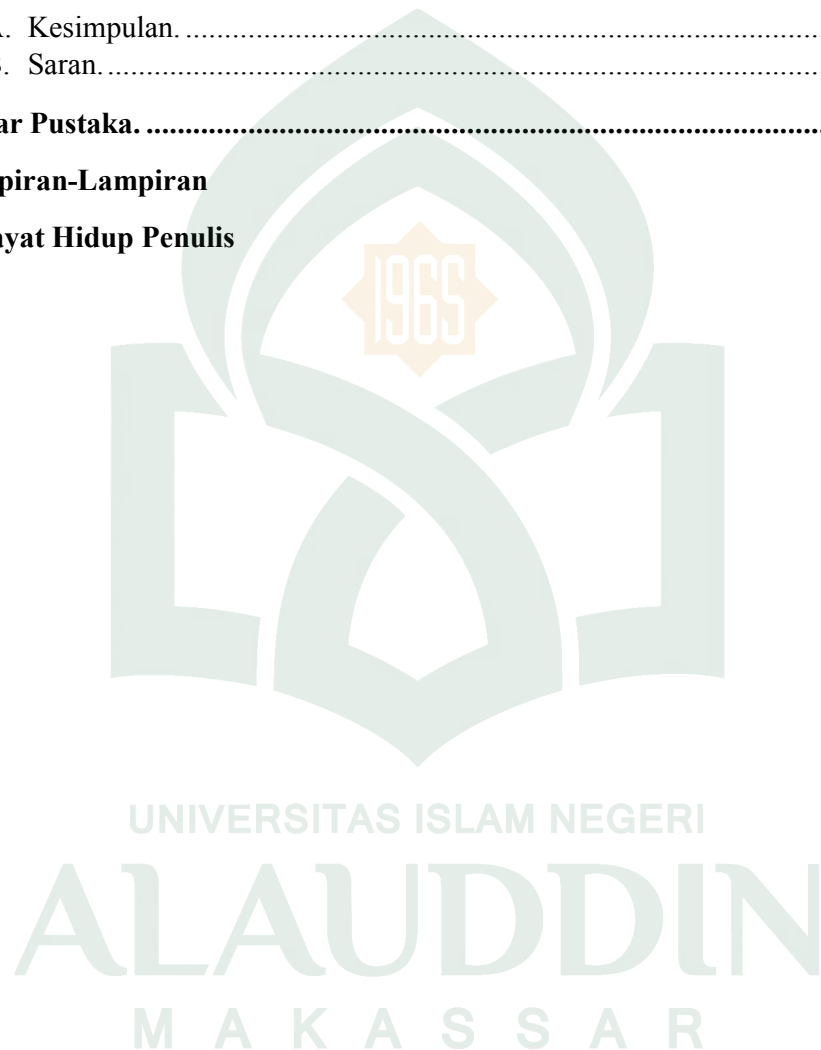 . Kesimpulan. ....................................................................................
. Saran. ..............................................................................................
ar Pustaka. .......................................................................................
piran-Lampiran
ayat Hidup Penulis
1965
UNIVERSITAS ISLAM NEGERI
ALAUDDIN
M A K A S S A R